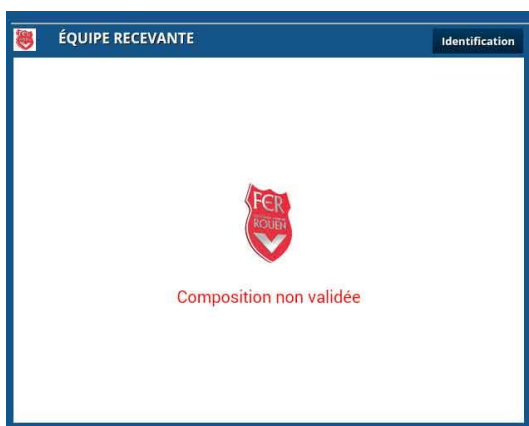 ÉQUIPE RECEVANTE
Identification
FCR
ROUEN
Composition non validée